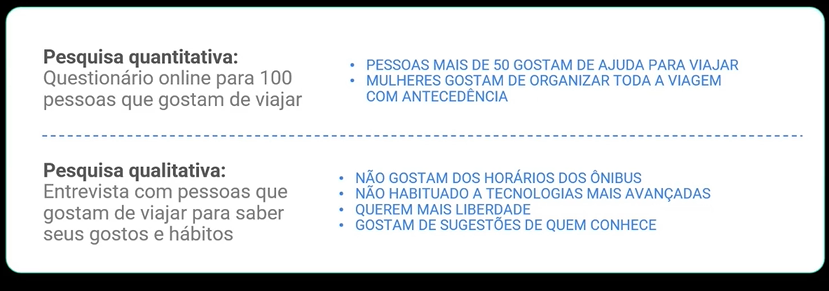 Pesquisa quantitativa:
Questionário online para 100
pessoas que gostam de viajar
• PESSOAS MAIS DE 50 GOSTAM DE AJUDA PARA VIAJAR
• MULHERES GOSTAM DE ORGANIZAR TODA A VIAGEM
COM ANTECEDÊNCIA
Pesquisa qualitativa:
Entrevista com pessoas que
gostam de viajar para saber
seus gostos e hábitos
• NÃO GOSTAM DOS HORÁRIOS DOS ÔNIBUS
• NÃO HABITUADO A TECNOLOGIAS MAIS AVANÇADAS
• QUEREM MAIS LIBERDADE
• GOSTAM DE SUGESTÕES DE QUEM CONHECE